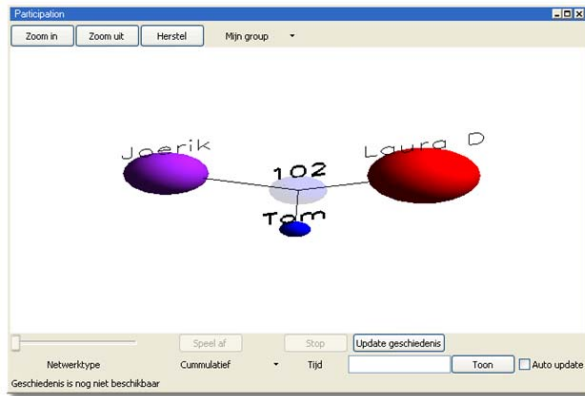 Participation
Zoom in Zoom uit Herstel Mijn group
Joerik Laura D
102
Tom
Speel af Stop Update geschiedenis
Netwerktype Cummulatief Tijd Toon Auto update
Geschiedenis is nog niet beschikbaar